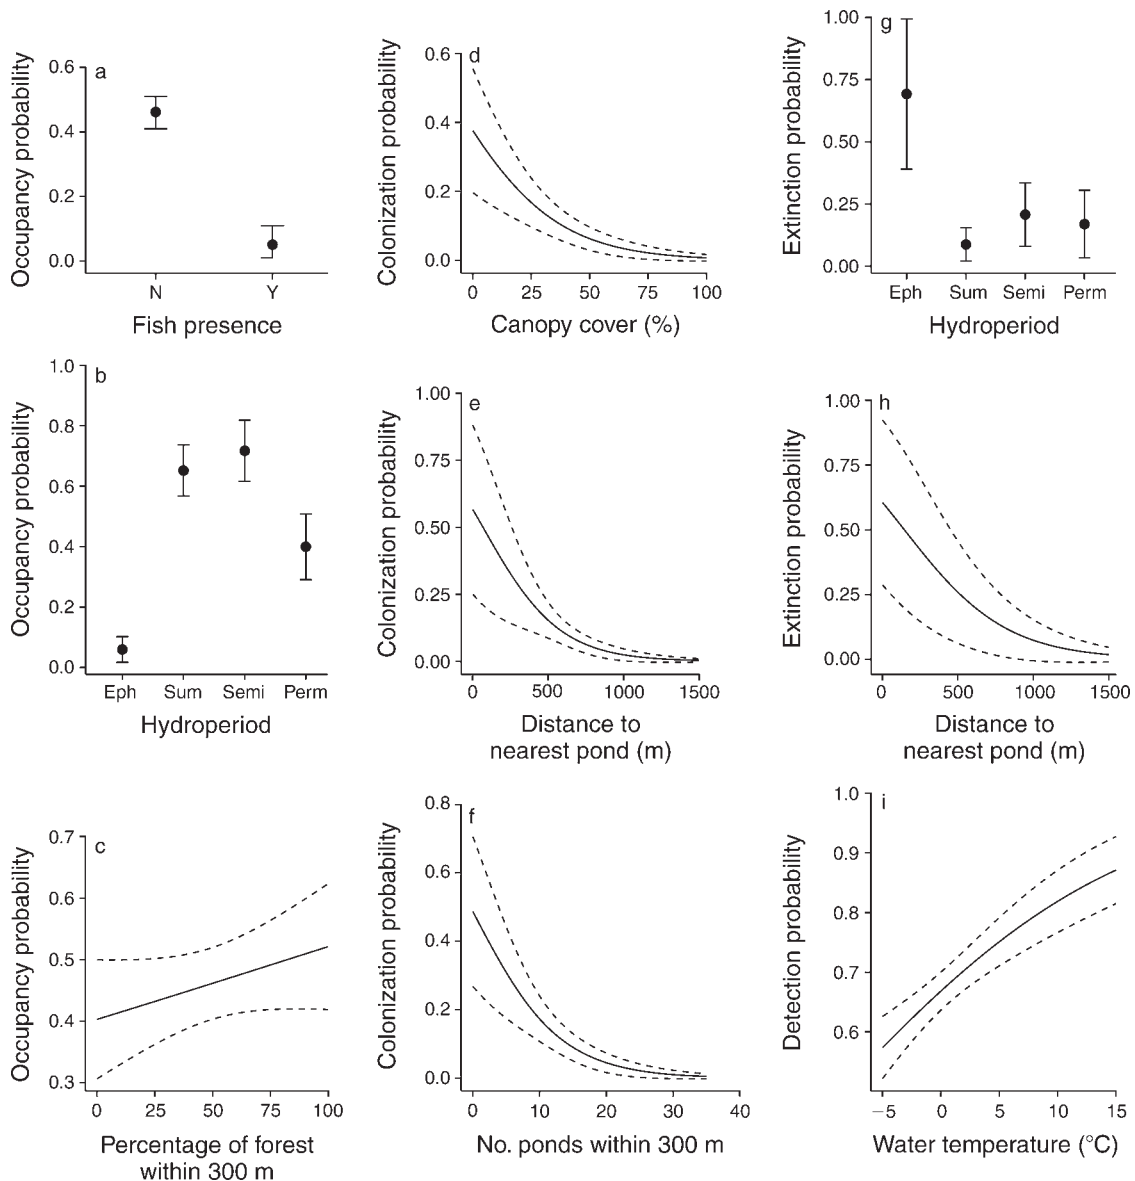 a
Occupancy probability
0.6
0.4
0.2
0.0
N
Y
Fish presence
d
Colonization probability
0.6
0.4
0.2
0.0
0
25
50
75
100
Canopy cover (%)
g
Extinction probability
1.00
0.75
0.50
0.25
0.00
Eph
Sum
Semi
Perm
Hydroperiod
b
Occupancy probability
1.0
0.8
0.6
0.4
0.2
0.0
Eph
Sum
Semi
Perm
Hydroperiod
e
Colonization probability
1.00
0.75
0.50
0.25
0.00
0
500
1000
1500
Distance to
nearest pond (m)
h
Extinction probability
1.00
0.75
0.50
0.25
0.00
0
500
1000
1500
Distance to
nearest pond (m)
c
Occupancy probability
0.7
0.6
0.5
0.4
0.3
0
25
50
75
100
Percentage of forest
within 300 m
f
Colonization probability
0.8
0.6
0.4
0.2
0.0
0
10
20
30
40
No. ponds within 300 m
i
Detection probability
1.0
0.9
0.8
0.7
0.6
−5
0
5
10
15
Water temperature (°C)